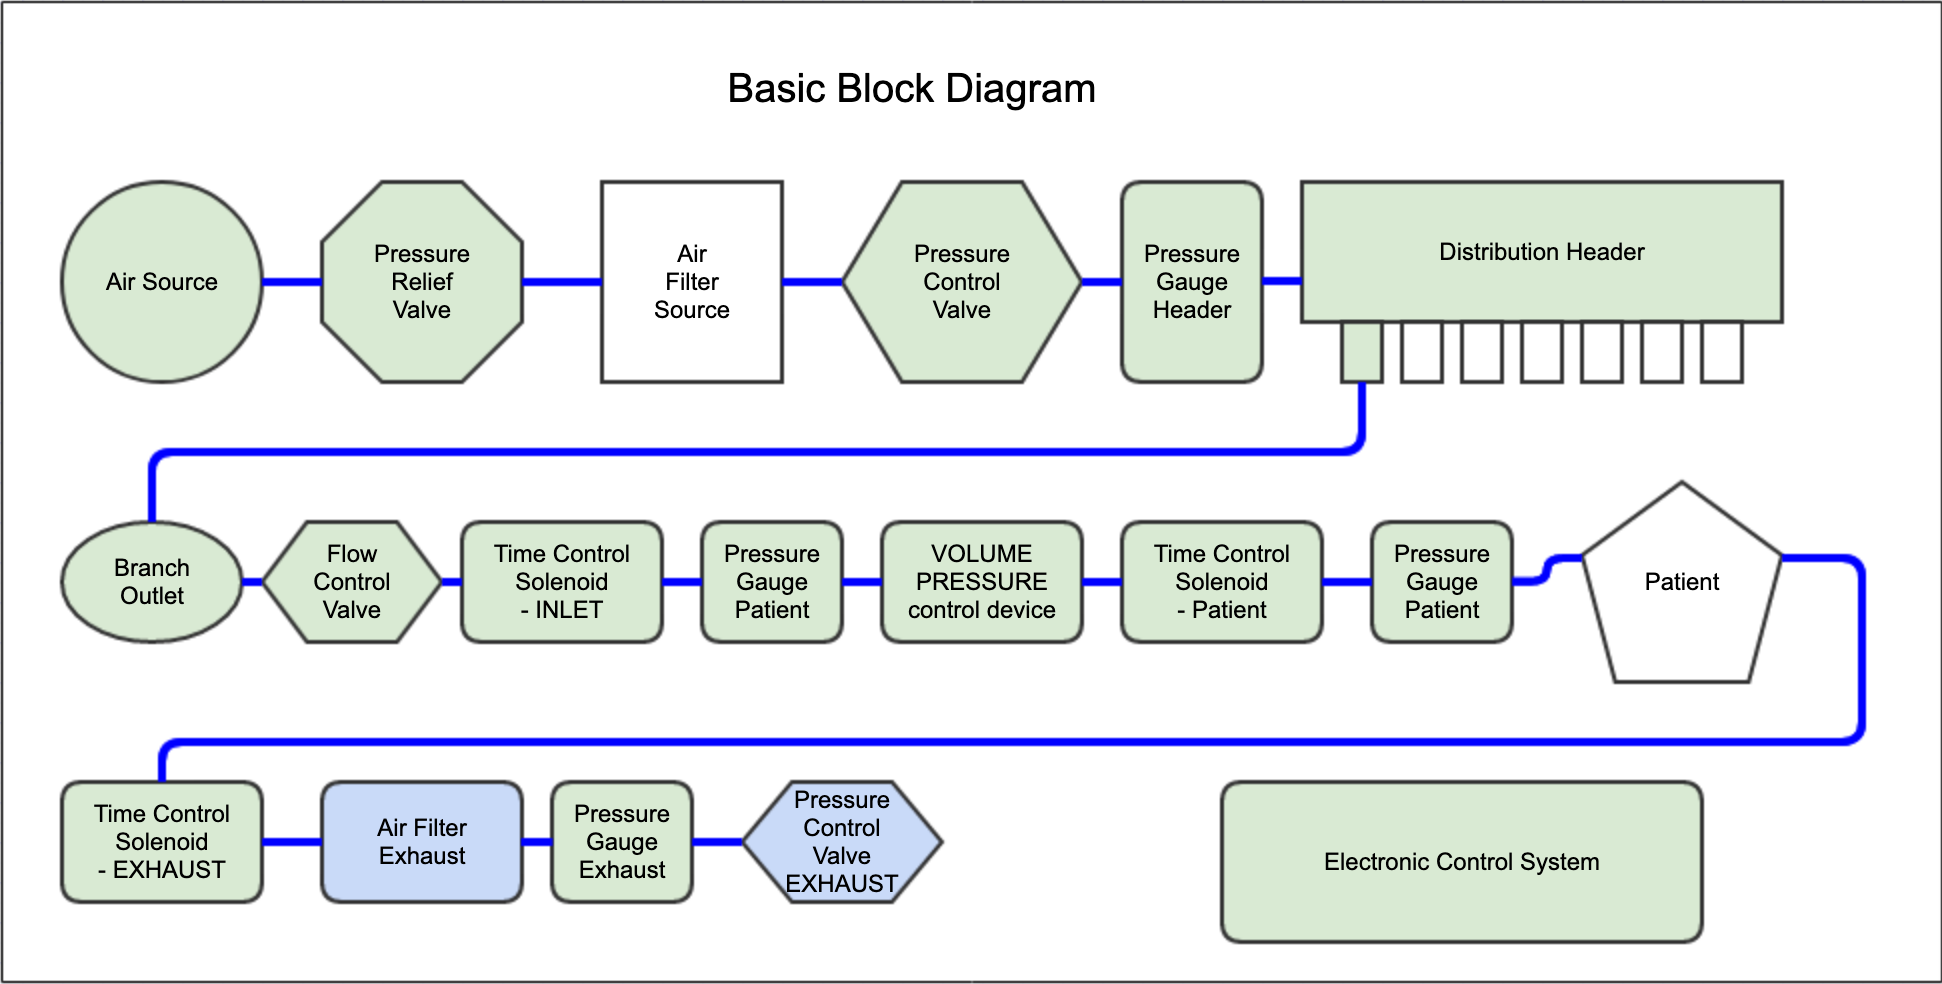 Basic Block Diagram
Air Source
Pressure
Relief
Valve
Air
Filter
Source
Pressure
Control
Valve
Pressure
Gauge
Header
Distribution Header
Branch
Outlet
Flow
Control
Valve
Time Control
Solenoid
- INLET
Pressure
Gauge
Patient
VOLUME
PRESSURE
control device
Time Control
Solenoid
- Patient
Pressure
Gauge
Patient
Patient
Time Control
Solenoid
- EXHAUST
Air Filter
Exhaust
Pressure
Gauge
Exhaust
Pressure
Control
Valve
EXHAUST
Electronic Control System